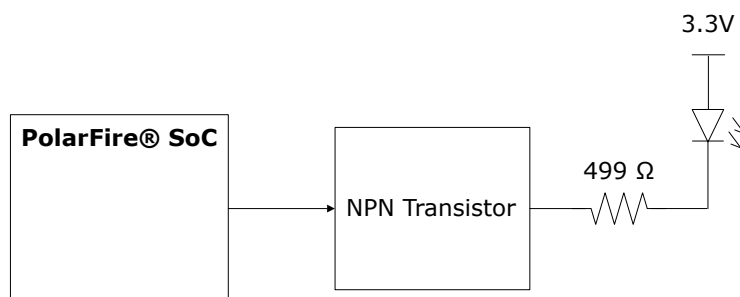 3.3V
PolarFire® SoC
499 Ω
NPN Transistor